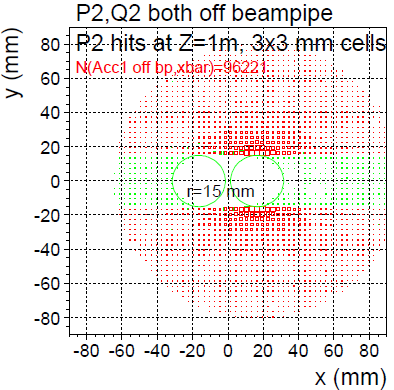 P2,Q2 both off beampipe
P2 hits at Z=1m, 3x3 mm cells
N(Acc1 off bp,xbar)=96221
y (mm)
80
60
40
20
0
-20
-40
-60
-80
r=15 mm
-80 -60 -40 -20 0 20 40 60 80
x (mm)